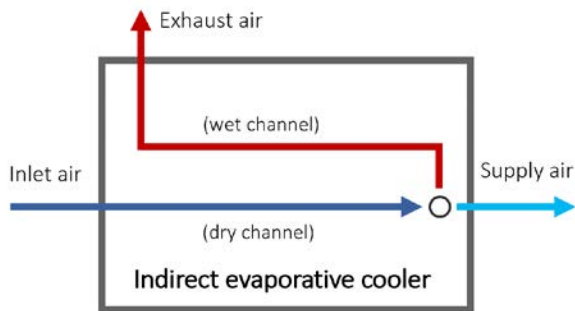 Exhaust air
(wet channel)
Inlet air
Supply air
(dry channel)
Indirect evaporative cooler